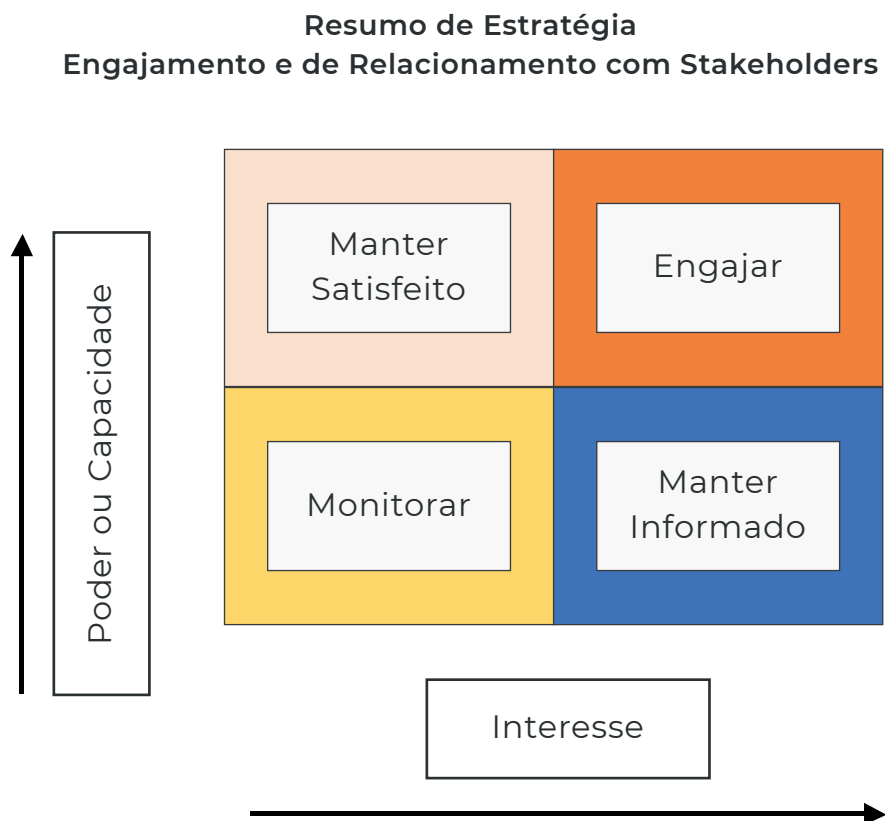 Resumo de Estratégia
Engajamento e de Relacionamento com Stakeholders
Manter
Satisfeito
Engajar
Poder ou Capacidade
Monitorar
Manter
Informado
Interesse